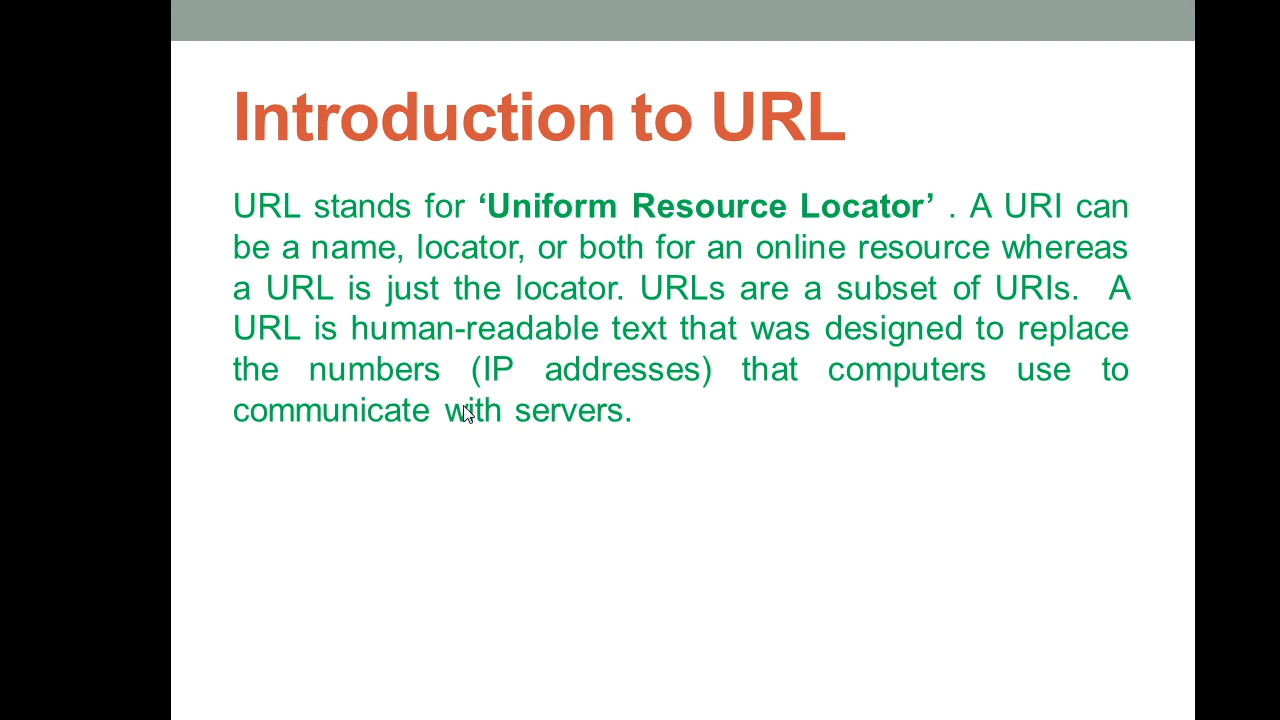 Introduction to URL
URL stands for ‘Uniform Resource Locator’ . A URI can
be a name, locator, or both for an online resource whereas
a URL is just the locator. URLs are a subset of URIs. A
URL is human-readable text that was designed to replace
the numbers (IP addresses) that computers use to
communicate with servers.